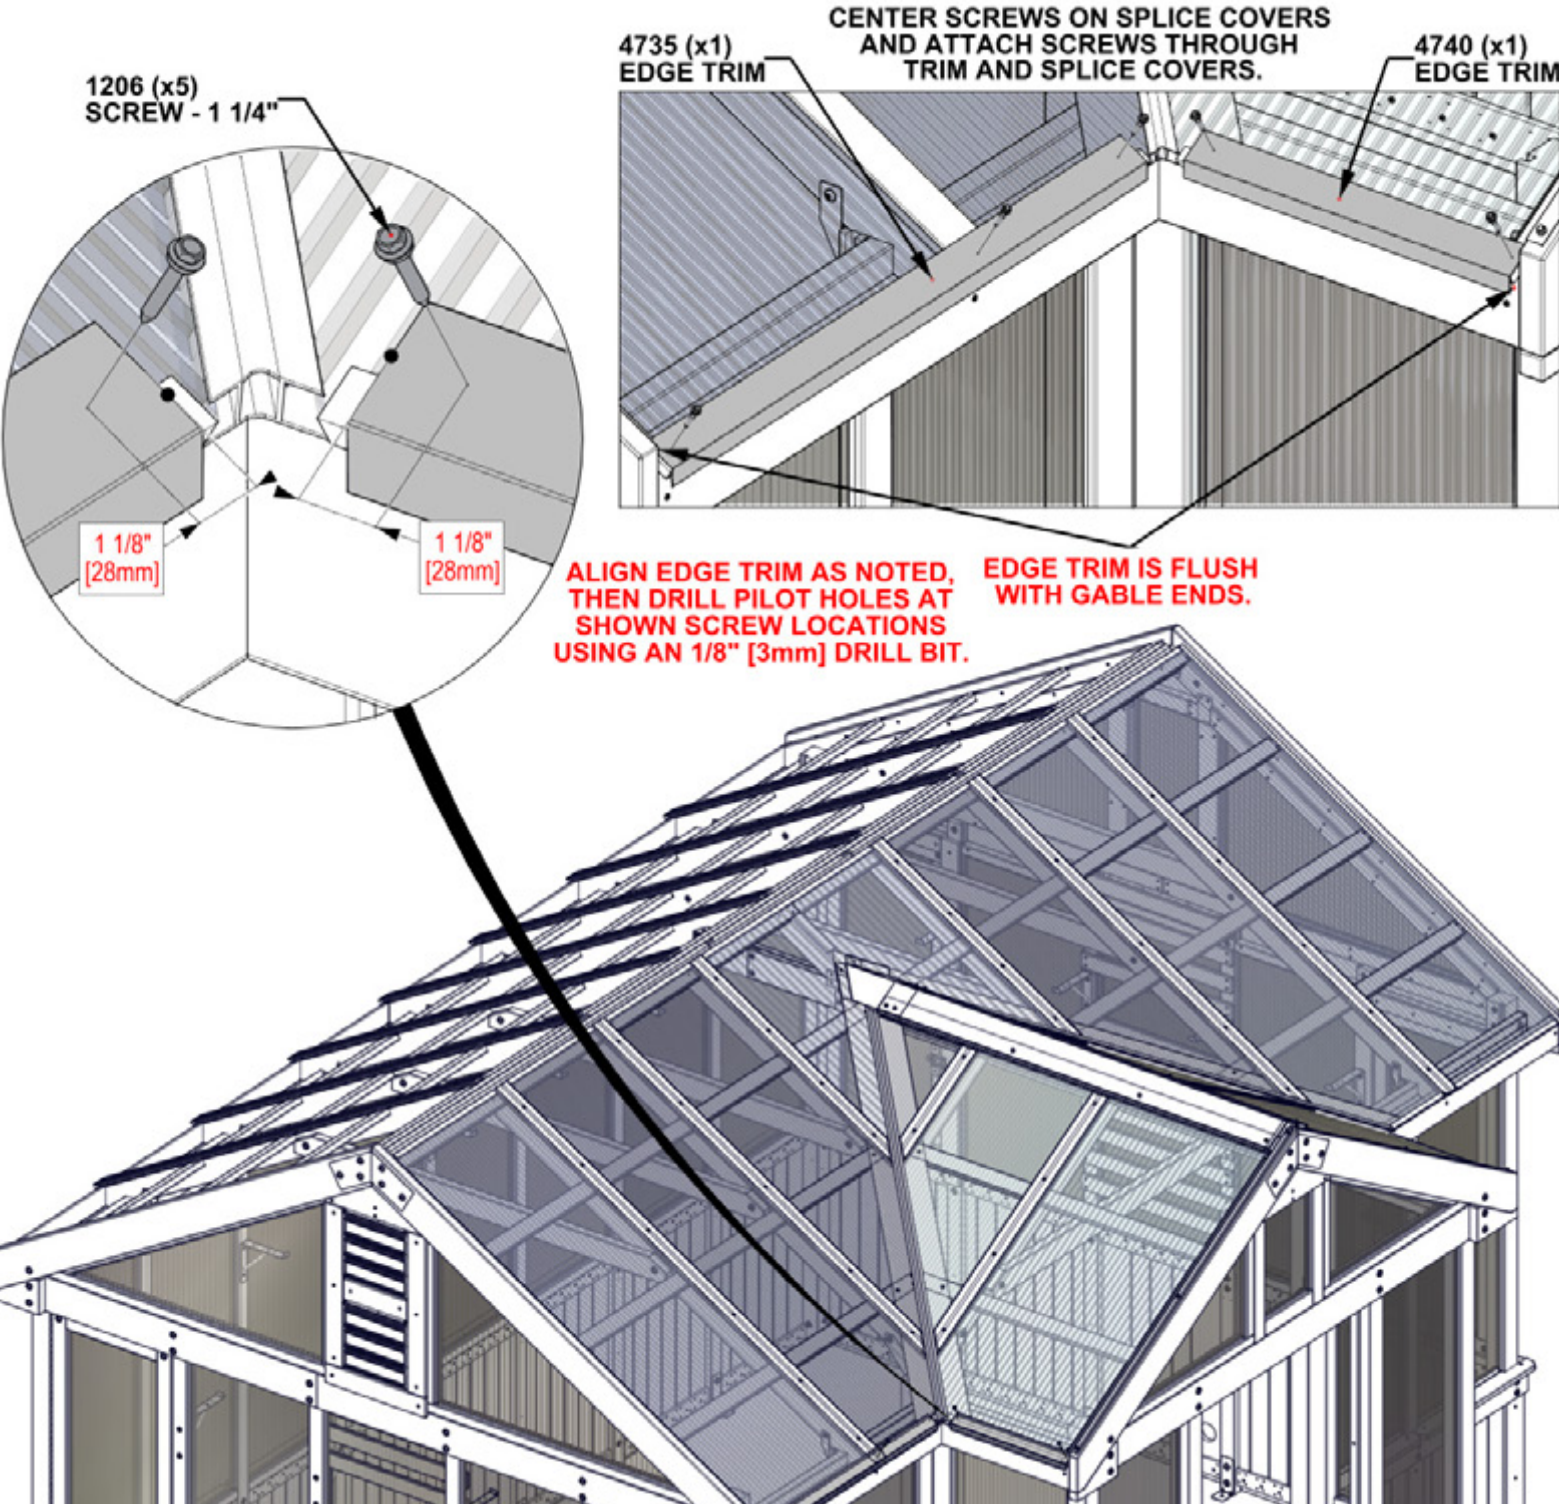 CENTER SCREWS ON SPLICE COVERS
AND ATTACH SCREWS THROUGH
TRIM AND SPLICE COVERS.
4735 (x1)
EDGE TRIM
4740 (x1)
EDGE TRIM
1206 (x5)
SCREW - 1 1/4"
1 1/8"
[28mm]
1 1/8"
[28mm]
ALIGN EDGE TRIM AS NOTED,
THEN DRILL PILOT HOLES AT
SHOWN SCREW LOCATIONS
USING AN 1/8" [3mm] DRILL BIT.
EDGE TRIM IS FLUSH
WITH GABLE ENDS.